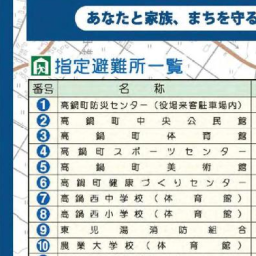 あなたと家族、まちを守る
指定避難所一覧
番号 名称
1 高鍋町防災センター(役場来客駐車場内)
2 高鍋町中央公民館
3 高鍋町体育館
4 高鍋町スポーツセンター
5 高鍋町美術館
6 高鍋町健康づくりセンター
7 高鍋西中学校(体育館)
8 高鍋西小学校(体育館)
9 東児湯消防組合
10 農業大学校(体育館)